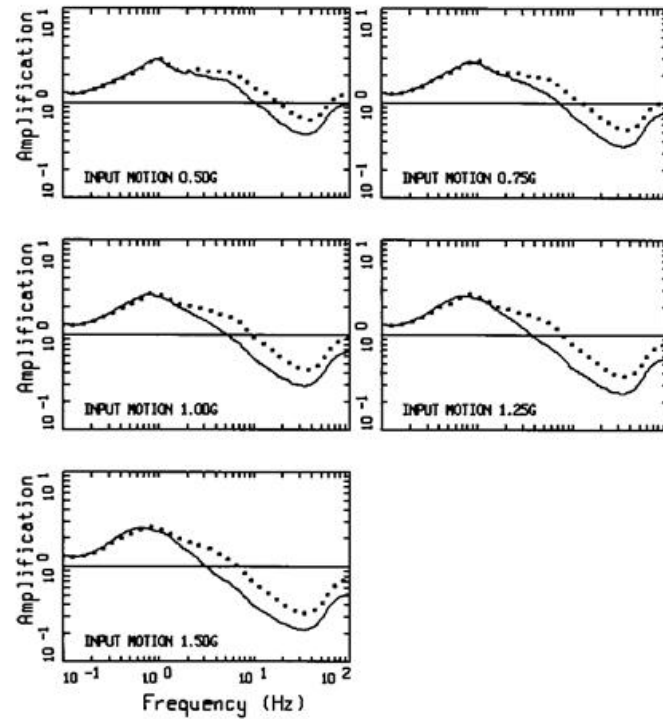 Amplification
10 1
10 0
10 -1
INPUT MOTION 0.50G
10 1
10 0
10 -1
INPUT MOTION 0.75G
Amplification
10 1
10 0
10 -1
INPUT MOTION 1.00G
10 1
10 0
10 -1
INPUT MOTION 1.25G
Amplification
10 1
10 0
10 -1
INPUT MOTION 1.50G
10 -1 10 0 10 1 10 2
Frequency (Hz)